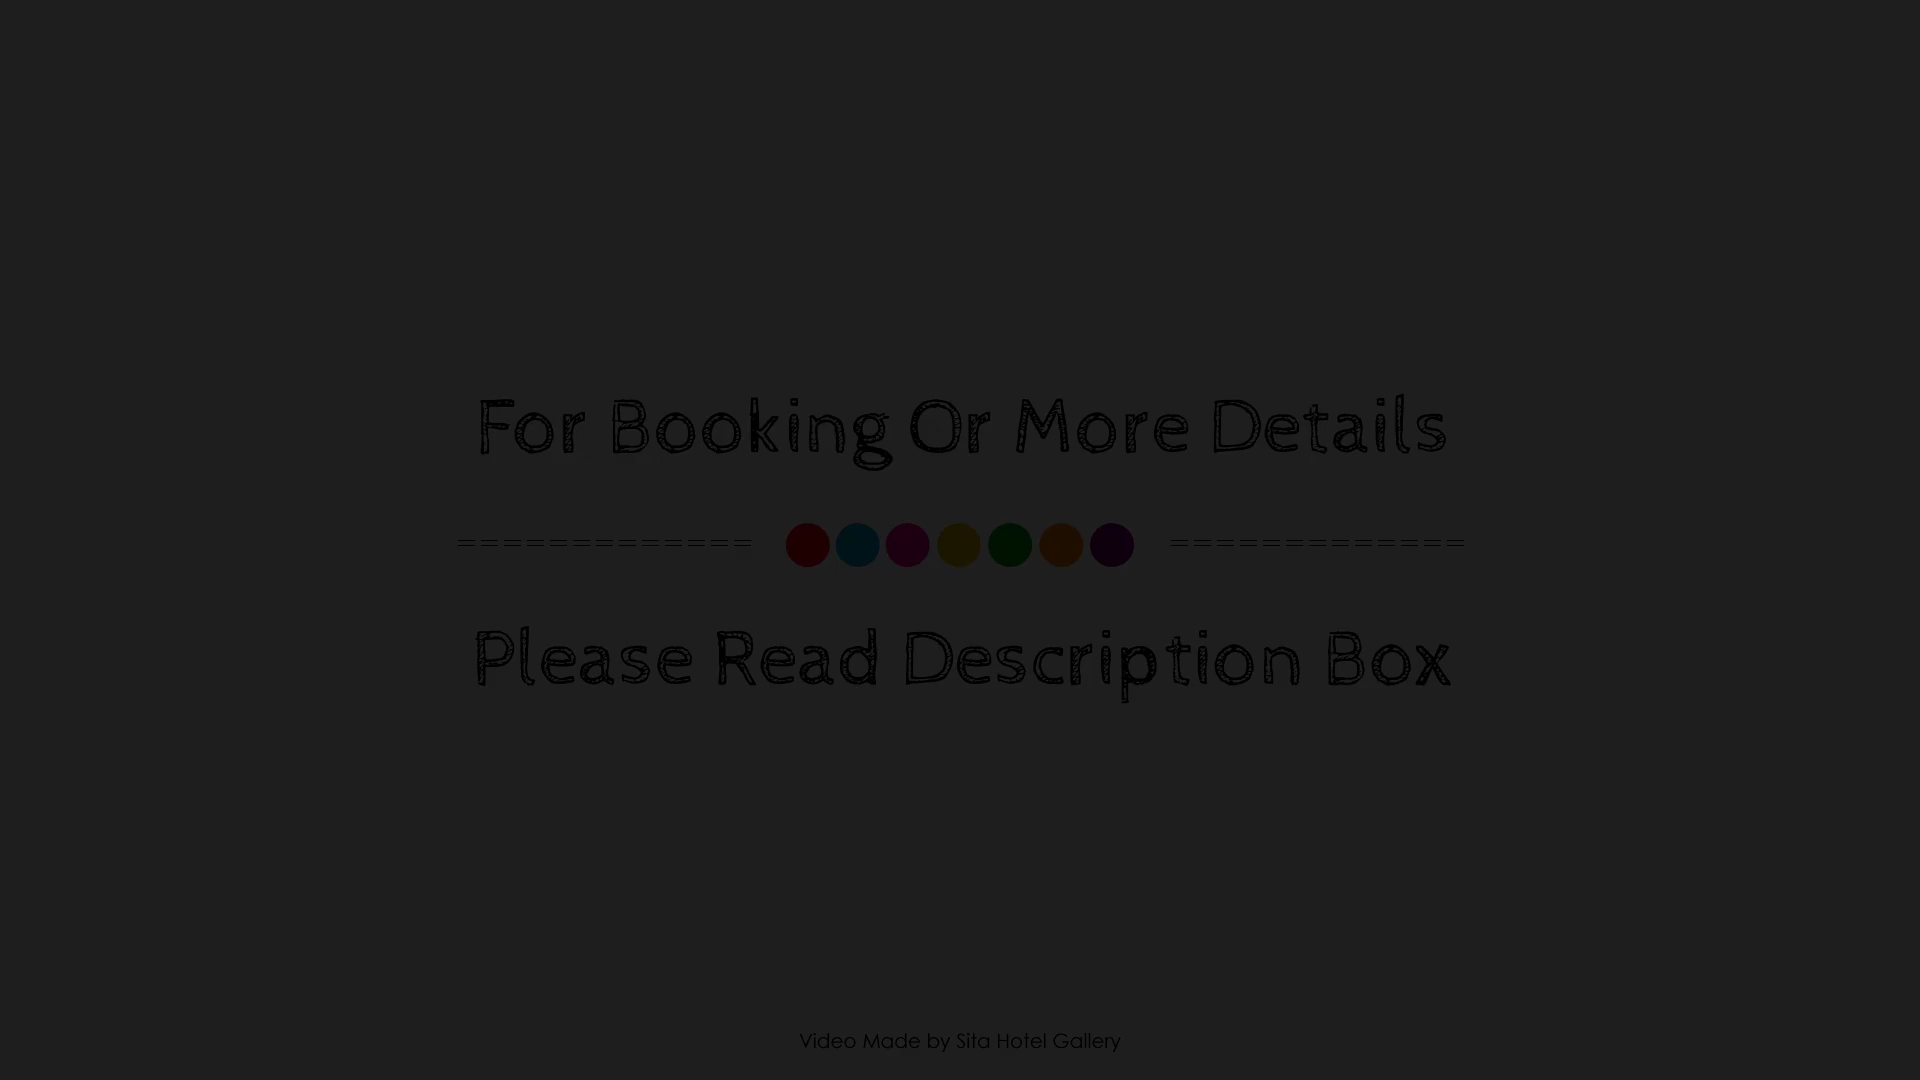 For Booking Or More Details
============= =============
Please Read Description Box
Video Made by Sita Hotel Gallery